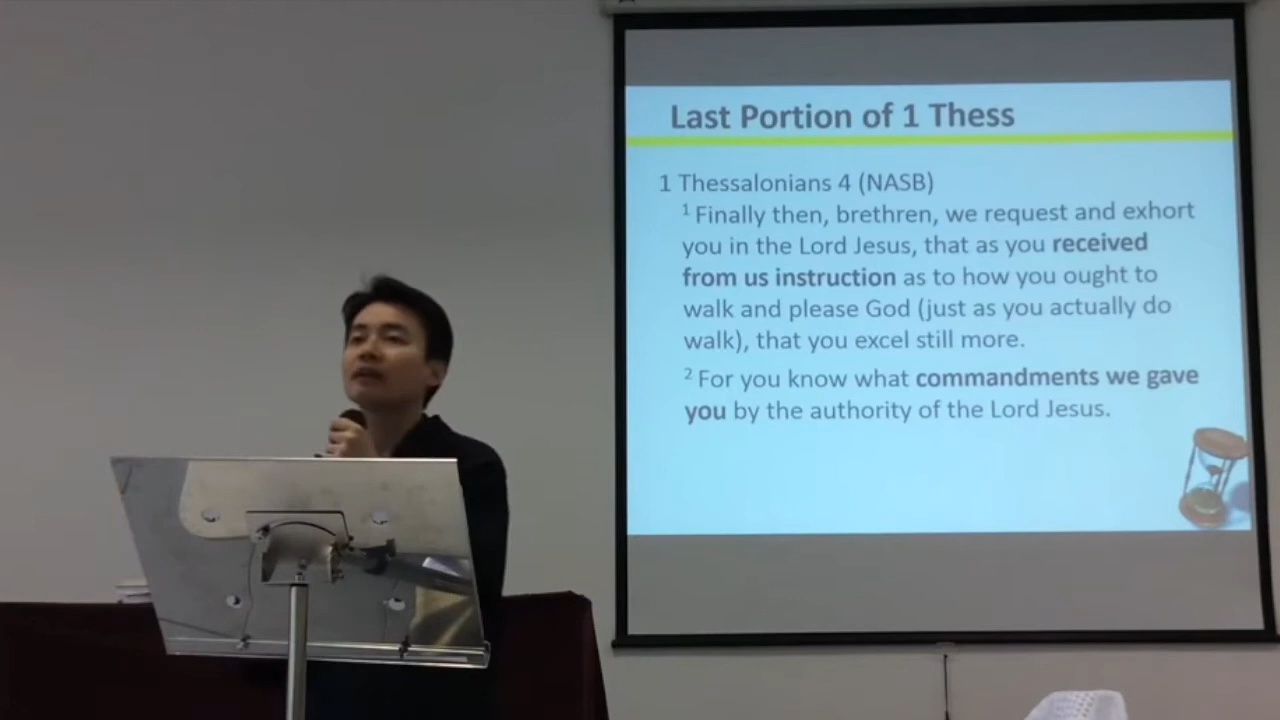 Last Portion of 1 Thess
1 Thessalonians 4 (NASB)
1 Finally then, brethren, we request and exhort
you in the Lord Jesus, that as you received
from us instruction as to how you ought to
walk and please God (just as you actually do
walk), that you excel still more.
2 For you know what commandments we gave
you by the authority of the Lord Jesus.